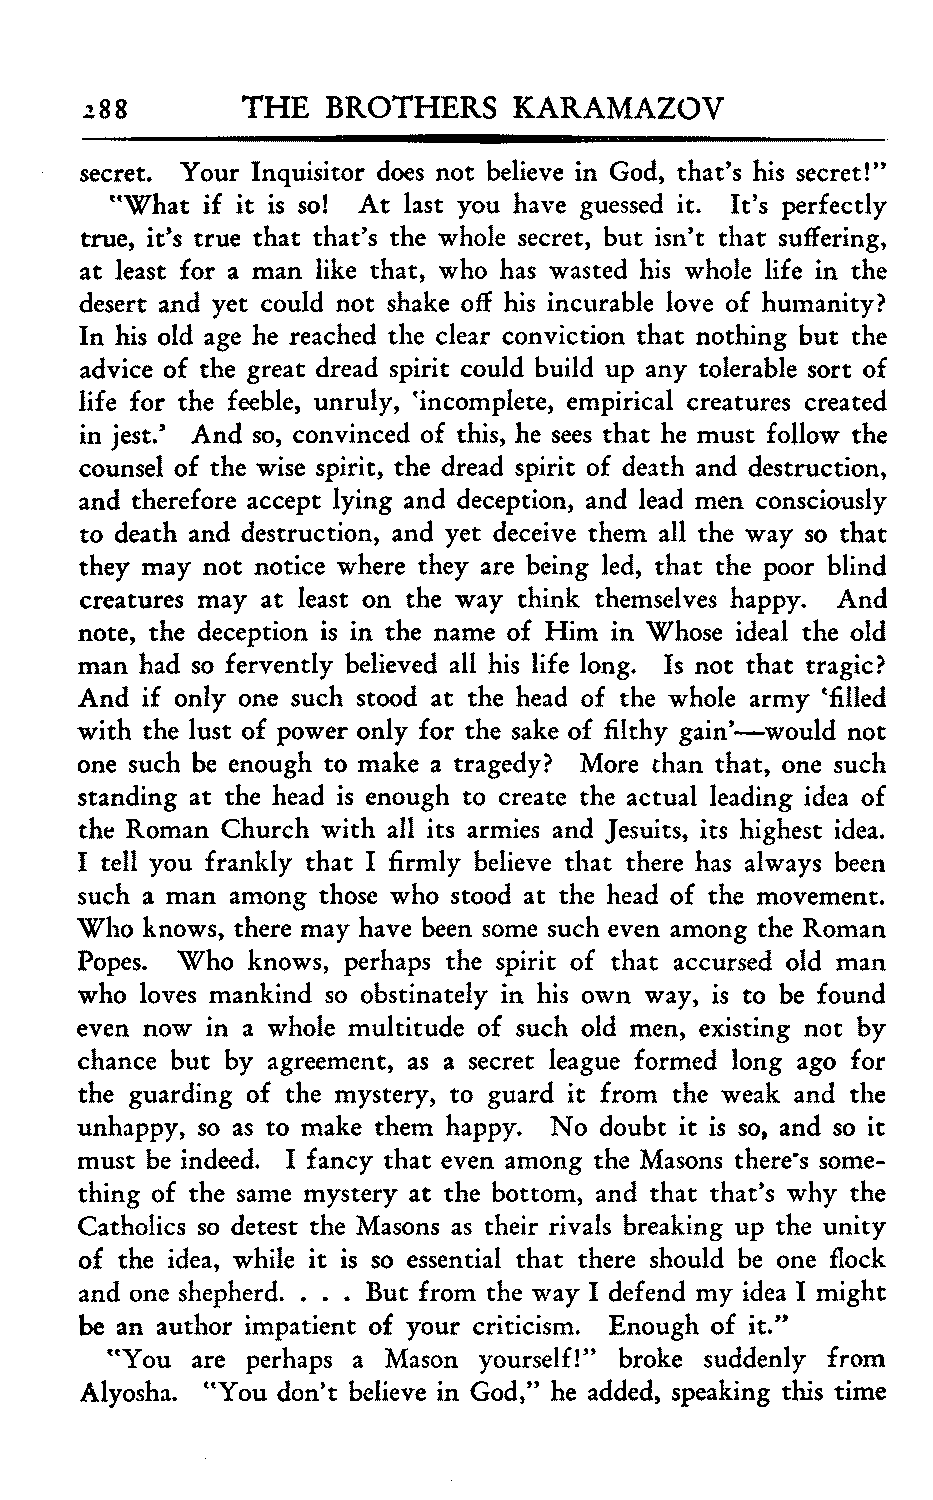 288 THE BROTHERS KARAMAZOV
secret. Your Inquisitor does not believe in God, that's his secret!"
"What if it is so! At last you have guessed it. It's perfectly
true, it's true that that's the whole secret, but isn't that suffering,
at least for a man like that, who has wasted his whole life in the
desert and yet could not shake off his incurable love of humanity?
In his old age he reached the clear conviction that nothing but the
advice of the great dread spirit could build up any tolerable sort of
life for the feeble, unruly, 'incomplete, empirical creatures created
in jest.' And so, convinced of this, he sees that he must follow the
counsel of the wise spirit, the dread spirit of death and destruction,
and therefore accept lying and deception, and lead men consciously
to death and destruction, and yet deceive them all the way so that
they may not notice where they are being led, that the poor blind
creatures may at least on the way think themselves happy. And
note, the deception is in the name of Him in Whose ideal the old
man had so fervently believed all his life long. Is not that tragic?
And if only one such stood at the head of the whole army 'filled
with the lust of power only for the sake of filthy gain'—would not
one such be enough to make a tragedy? More than that, one such
standing at the head is enough to create the actual leading idea of
the Roman Church with all its armies and Jesuits, its highest idea.
I tell you frankly that I firmly believe that there has always been
such a man among those who stood at the head of the movement.
Who knows, there may have been some such even among the Roman
Popes. Who knows, perhaps the spirit of that accursed old man
who loves mankind so obstinately in his own way, is to be found
even now in a whole multitude of such old men, existing not by
chance but by agreement, as a secret league formed long ago for
the guarding of the mystery, to guard it from the weak and the
unhappy, so as to make them happy. No doubt it is so, and so it
must be indeed. I fancy that even among the Masons there's some-
thing of the same mystery at the bottom, and that that's why the
Catholics so detest the Masons as their rivals breaking up the unity
of the idea, while it is so essential that there should be one flock
and one shepherd. . . . But from the way I defend my idea I might
be an author impatient of your criticism. Enough of it."
"You are perhaps a Mason yourself!" broke suddenly from
Alyosha. "You don't believe in God," he added, speaking this time